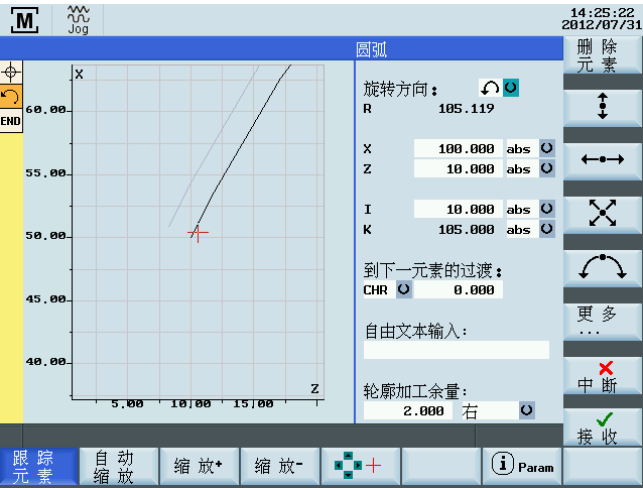 M
Jog
14:25:22
2012/07/31
圆弧
删 除
元 素
END
X
60.00
55.00
50.00
45.00
40.00
5.00 10.00 15.00
Z
旋转方向:
R 105.119
X 100.000 abs
Z 10.000 abs
I 10.000 abs
K 105.000 abs
到下一元素的过渡:
CHR 0.000
自由文本输入:
轮廓加工余量:
2.000 右
更 多
...
中 断
接 收
跟 踪
元 素
自 动
缩 放
缩 放+
缩 放-
i Param